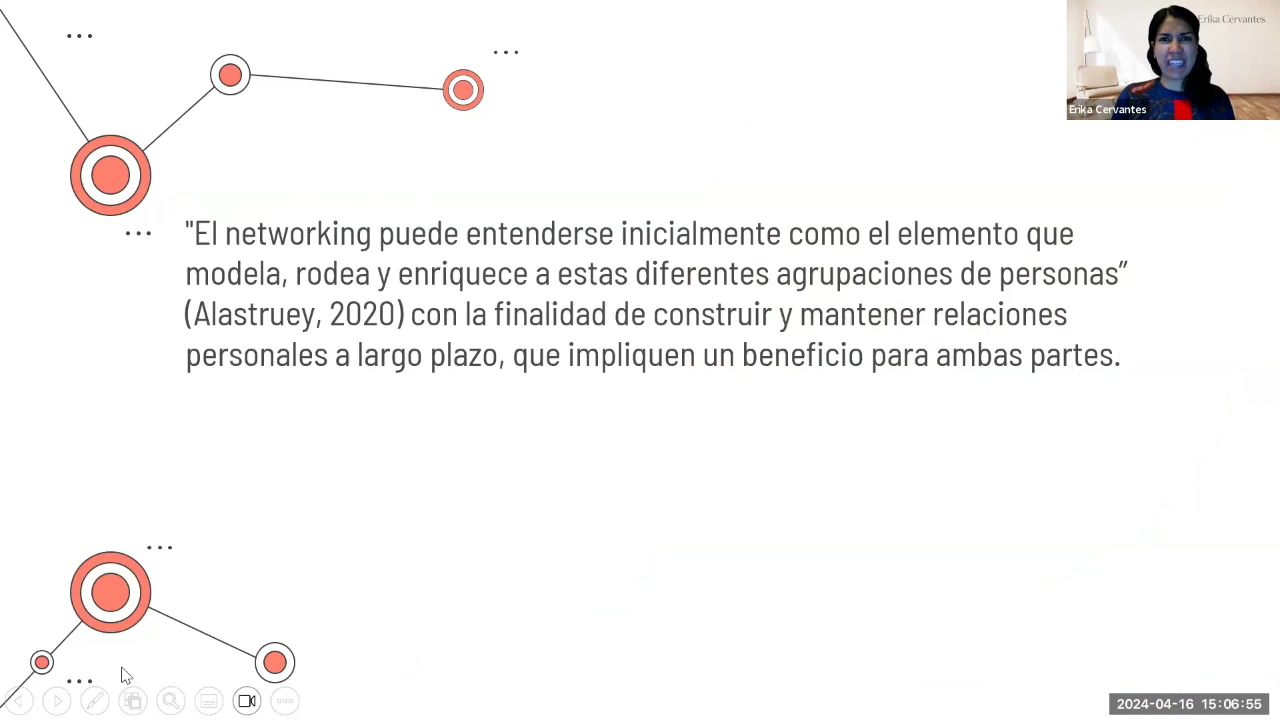 Erika Cervantes
Erika Cervantes
"El networking puede entenderse inicialmente como el elemento que
modela, rodea y enriquece a estas diferentes agrupaciones de personas”
(Alastruey, 2020) con la finalidad de construir y mantener relaciones
personales a largo plazo, que impliquen un beneficio para ambas partes.
2024-04-16 15:06:55